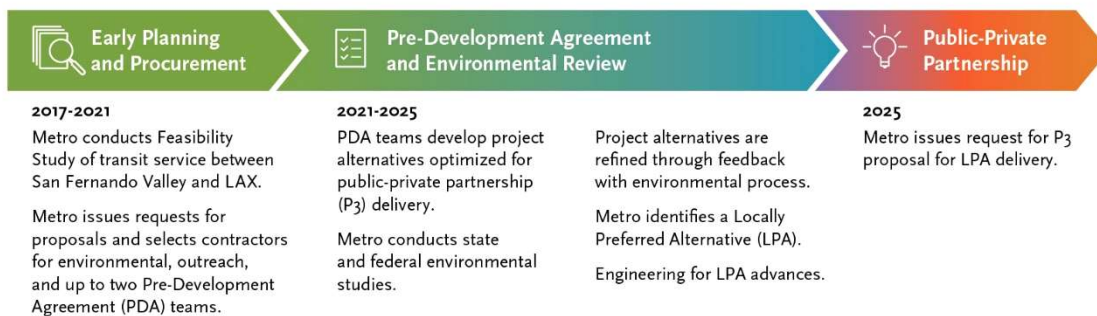 Early Planning
and Procurement
Pre-Development Agreement
and Environmental Review
Public-Private
Partnership
2017-2021
Metro conducts Feasibility
Study of transit service between
San Fernando Valley and LAX.
Metro issues requests for
proposals and selects contractors
for environmental, outreach,
and up to two Pre-Development
Agreement (PDA) teams.
2021-2025
PDA teams develop project
alternatives optimized for
public-private partnership
(P3) delivery.
Metro conducts state
and federal environmental
studies.
Project alternatives are
refined through feedback
with environmental process.
Metro identifies a Locally
Preferred Alternative (LPA).
Engineering for LPA advances.
2025
Metro issues request for P3
proposal for LPA delivery.